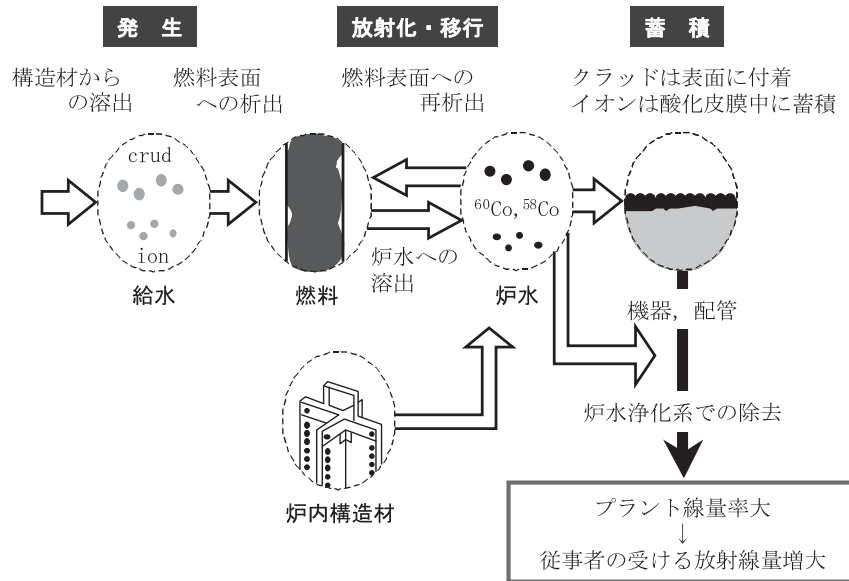 発 生
放射化・移行
蓄 積
構造材から
の溶出
燃料表面
への析出
燃料表面への
再析出
クラッドは表面に付着
イオンは酸化皮膜中に蓄積
crud
ion
給水
燃料
炉水への
溶出
⁶⁰Co, ⁵⁸Co
炉水
機器，配管
炉内構造材
炉水浄化系での除去
プラント線量率大
↓
従事者の受ける放射線量増大